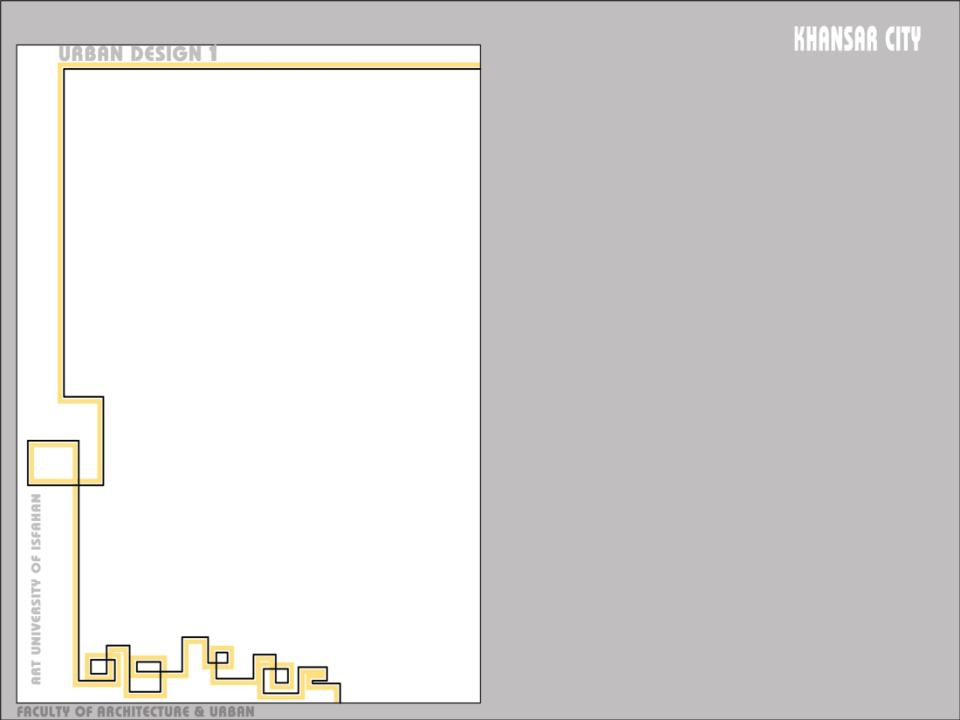 KHANSAR CITY
URBAN DESIGN 1
ART UNIVERSITY OF ISFAHAN
FACULTY OF ARCHITECTURE & URBAN